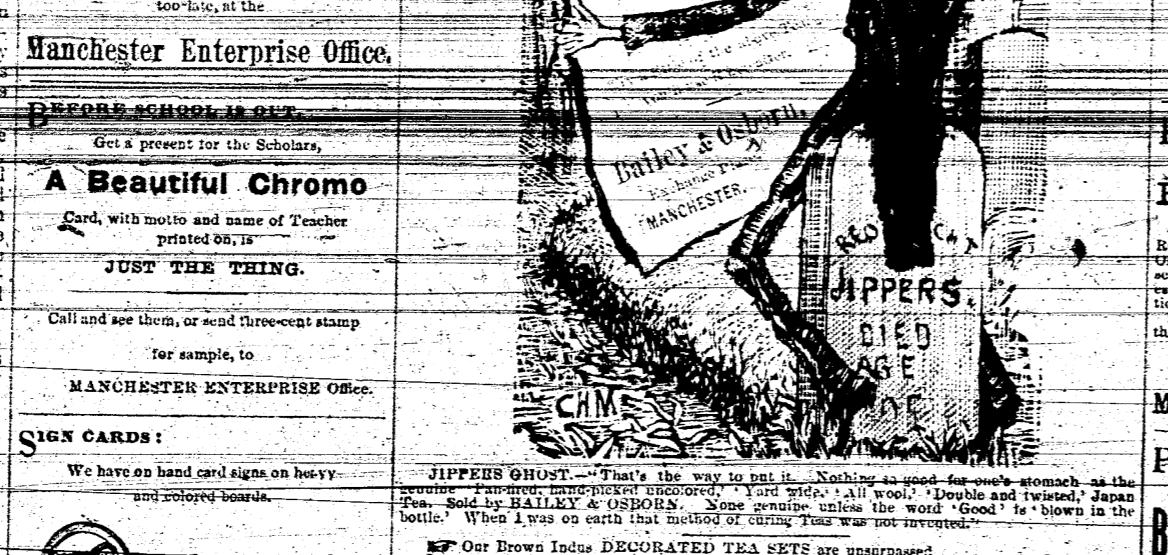 too late, at the
Manchester Enterprise Office.
BEFORE SCHOOL IS OUT.
Get a present for the Scholars,
A Beautiful Chromo
Card, with motto and name of Teacher
printed on, is
JUST THE THING.
Call and see them, or send three-cent stamp
for sample, to
MANCHESTER ENTERPRISE Office.
SIGN CARDS:
We have on hand card signs on heavy
and colored boards.
Bailey & Osborn,
Exchange
MANCHESTER.
JIPPERS.
DIED
AGE
OF
CHM
JIPPERS GHOST.—"That's the way to put it. Nothing so good for one's stomach as the
genuine 'Pan-fired, hand-picked uncolored,' 'Yard wide,' 'All wool,' 'Double and twisted,' Japan
Tea. Sold by BAILEY & OSBORN. None genuine unless the word 'Good' is 'blown in the
bottle.' When I was on earth that method of curing Teas was not invented."
Our Brown Indus DECORATED TEA SETS are unsurpassed